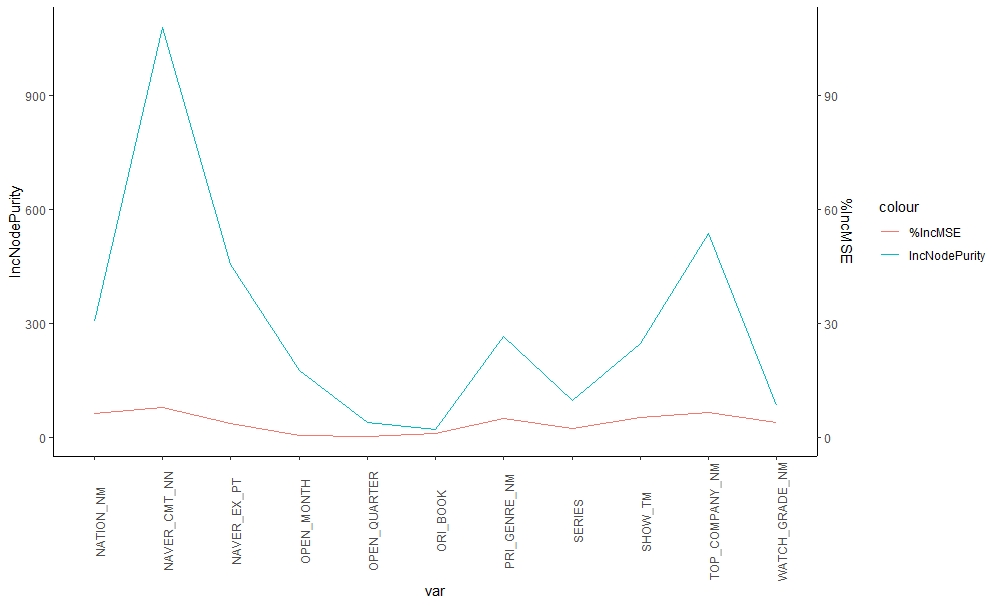 IncNodePurity
900
600
300
0
90
60
30
0
%IncMSE
colour
%IncMSE
IncNodePurity
NATION_NM
NAVER_CMT_NN
NAVER_EX_PT
OPEN_MONTH
OPEN_QUARTER
ORI_BOOK
PRI_GENRE_NM
SERIES
SHOW_TM
TOP_COMPANY_NM
WATCH_GRADE_NM
var